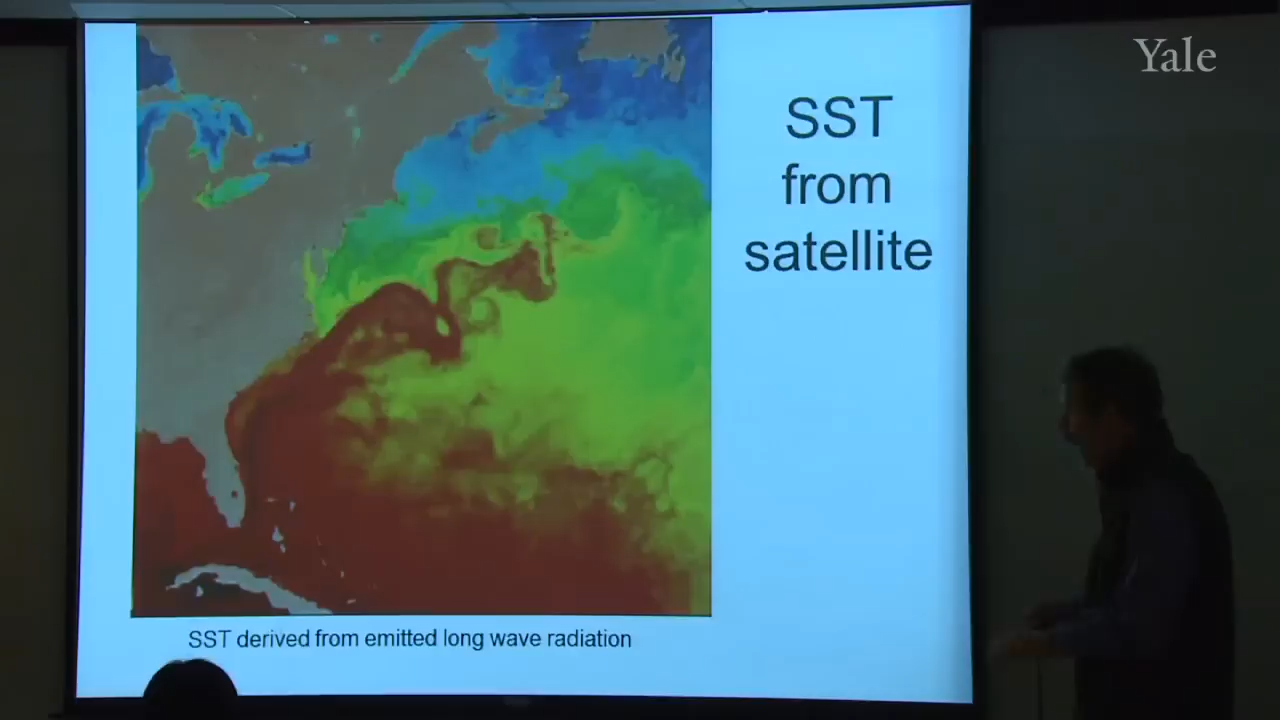 Yale
SST
from
satellite
SST derived from emitted long wave radiation